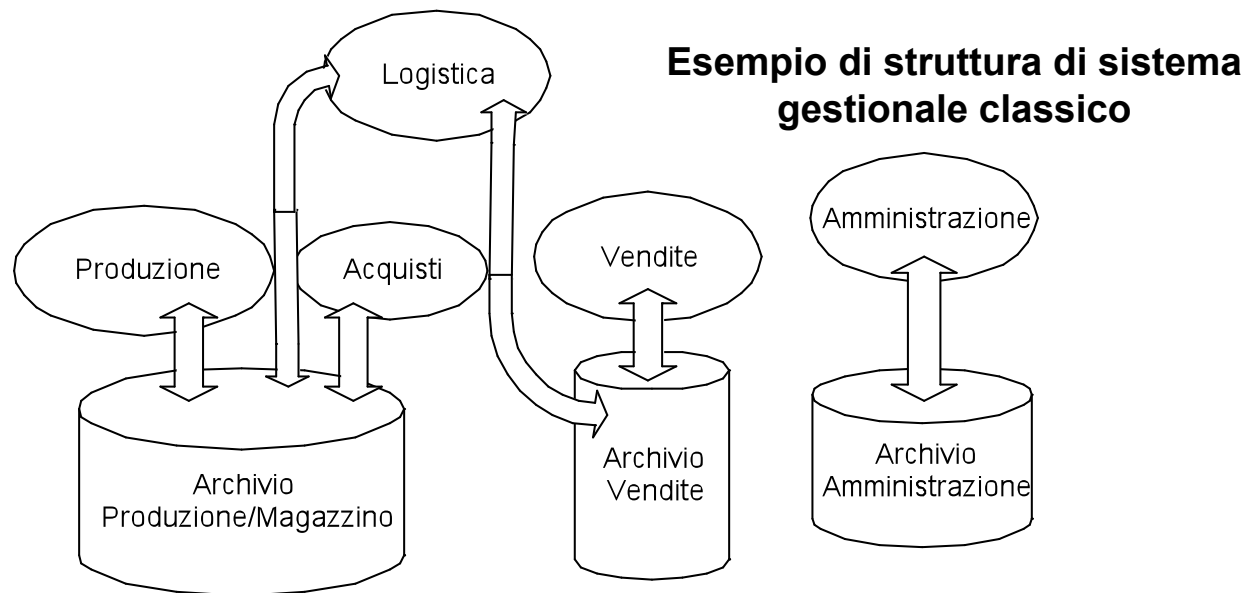 Esempio di struttura di sistema
gestionale classico
Logistica
Produzione
Acquisti
Vendite
Amministrazione
Archivio
Produzione/Magazzino
Archivio
Vendite
Archivio
Amministrazione